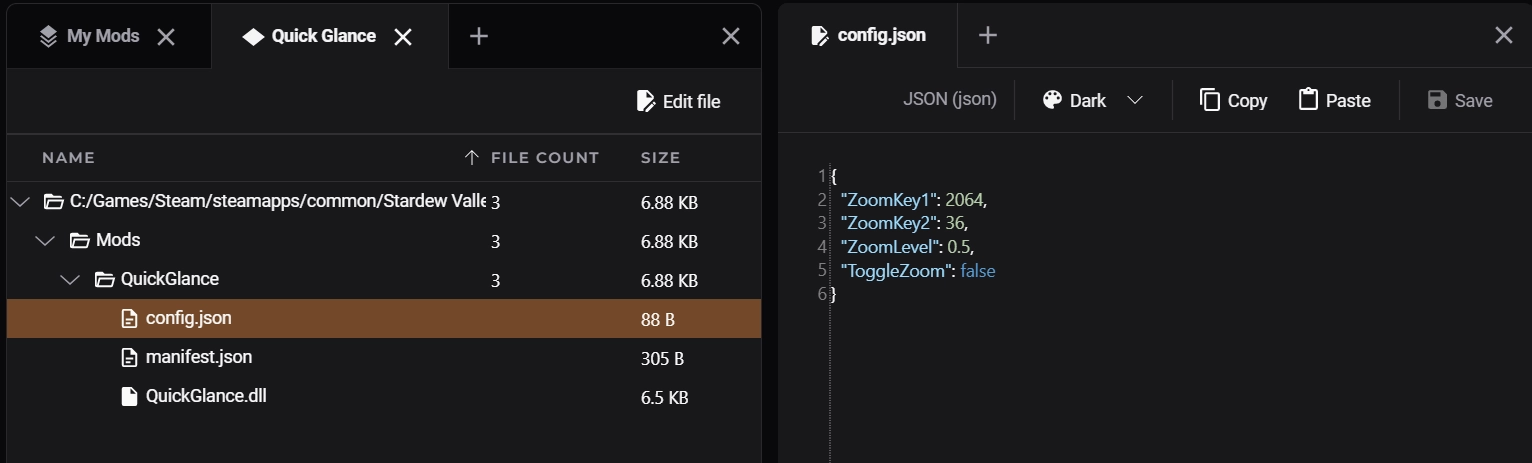 My Mods
Quick Glance
Edit file
NAME FILE COUNT SIZE
C:/Games/Steam/steamapps/common/Stardew Valle 3 6.88 KB
Mods 3 6.88 KB
QuickGlance 3 6.88 KB
config.json 88 B
manifest.json 305 B
QuickGlance.dll 6.5 KB
config.json
JSON (json) Dark Copy Paste Save
1 {
2 "ZoomKey1": 2064,
3 "ZoomKey2": 36,
4 "ZoomLevel": 0.5,
5 "ToggleZoom": false
6 }